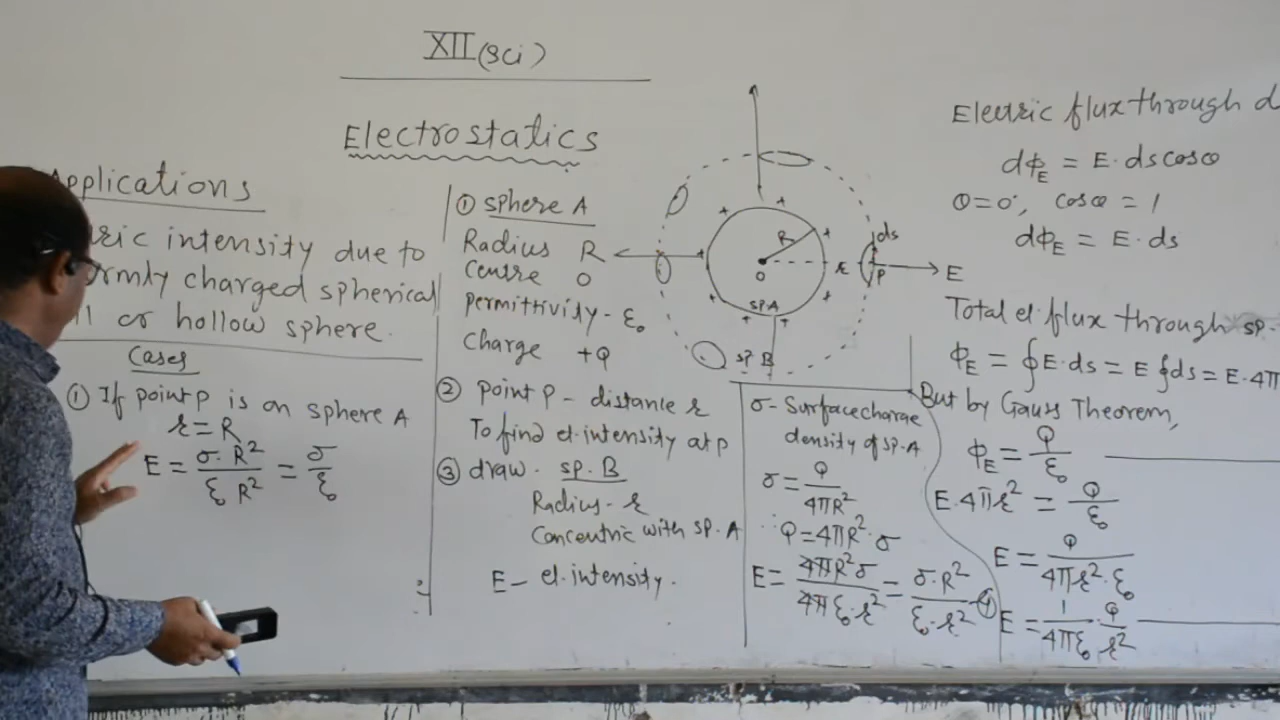 XII (Sci)
Electrostatics
Applications
ric intensity due to
rmly charged spherical
ll or hollow sphere.
Cases
① If point P is on sphere A
r = R
E = σ·R² / ε₀ R² = σ / ε₀
① Sphere A
Radius R
Centre O
permittivity - ε₀
Charge +Q
② point P - distance r
To find el. intensity at P
③ draw - sp. B
Radius - r
Concentric with sp. A
E - el. intensity.
+ + + + + + + + +
R
O
SP.A
SP B
r
ds
P
E
σ - Surface charge
density of sp. A
σ = Q / 4πR²
∴ Q = 4πR²·σ
E = 4πR²σ / 4πε₀·r² = σ·R² / ε₀·r² - ④
Electric flux through d
dϕE = E·ds cosθ
θ = 0°, cosθ = 1
dϕE = E·ds
Total el. flux through sp.
ϕE = ∮E·ds = E∮ds = E·4π
But by Gauss Theorem,
ϕE = Q / ε₀
E·4πr² = Q / ε₀
E = Q / 4πr²·ε₀
E = 1 / 4πε₀ · Q / r²